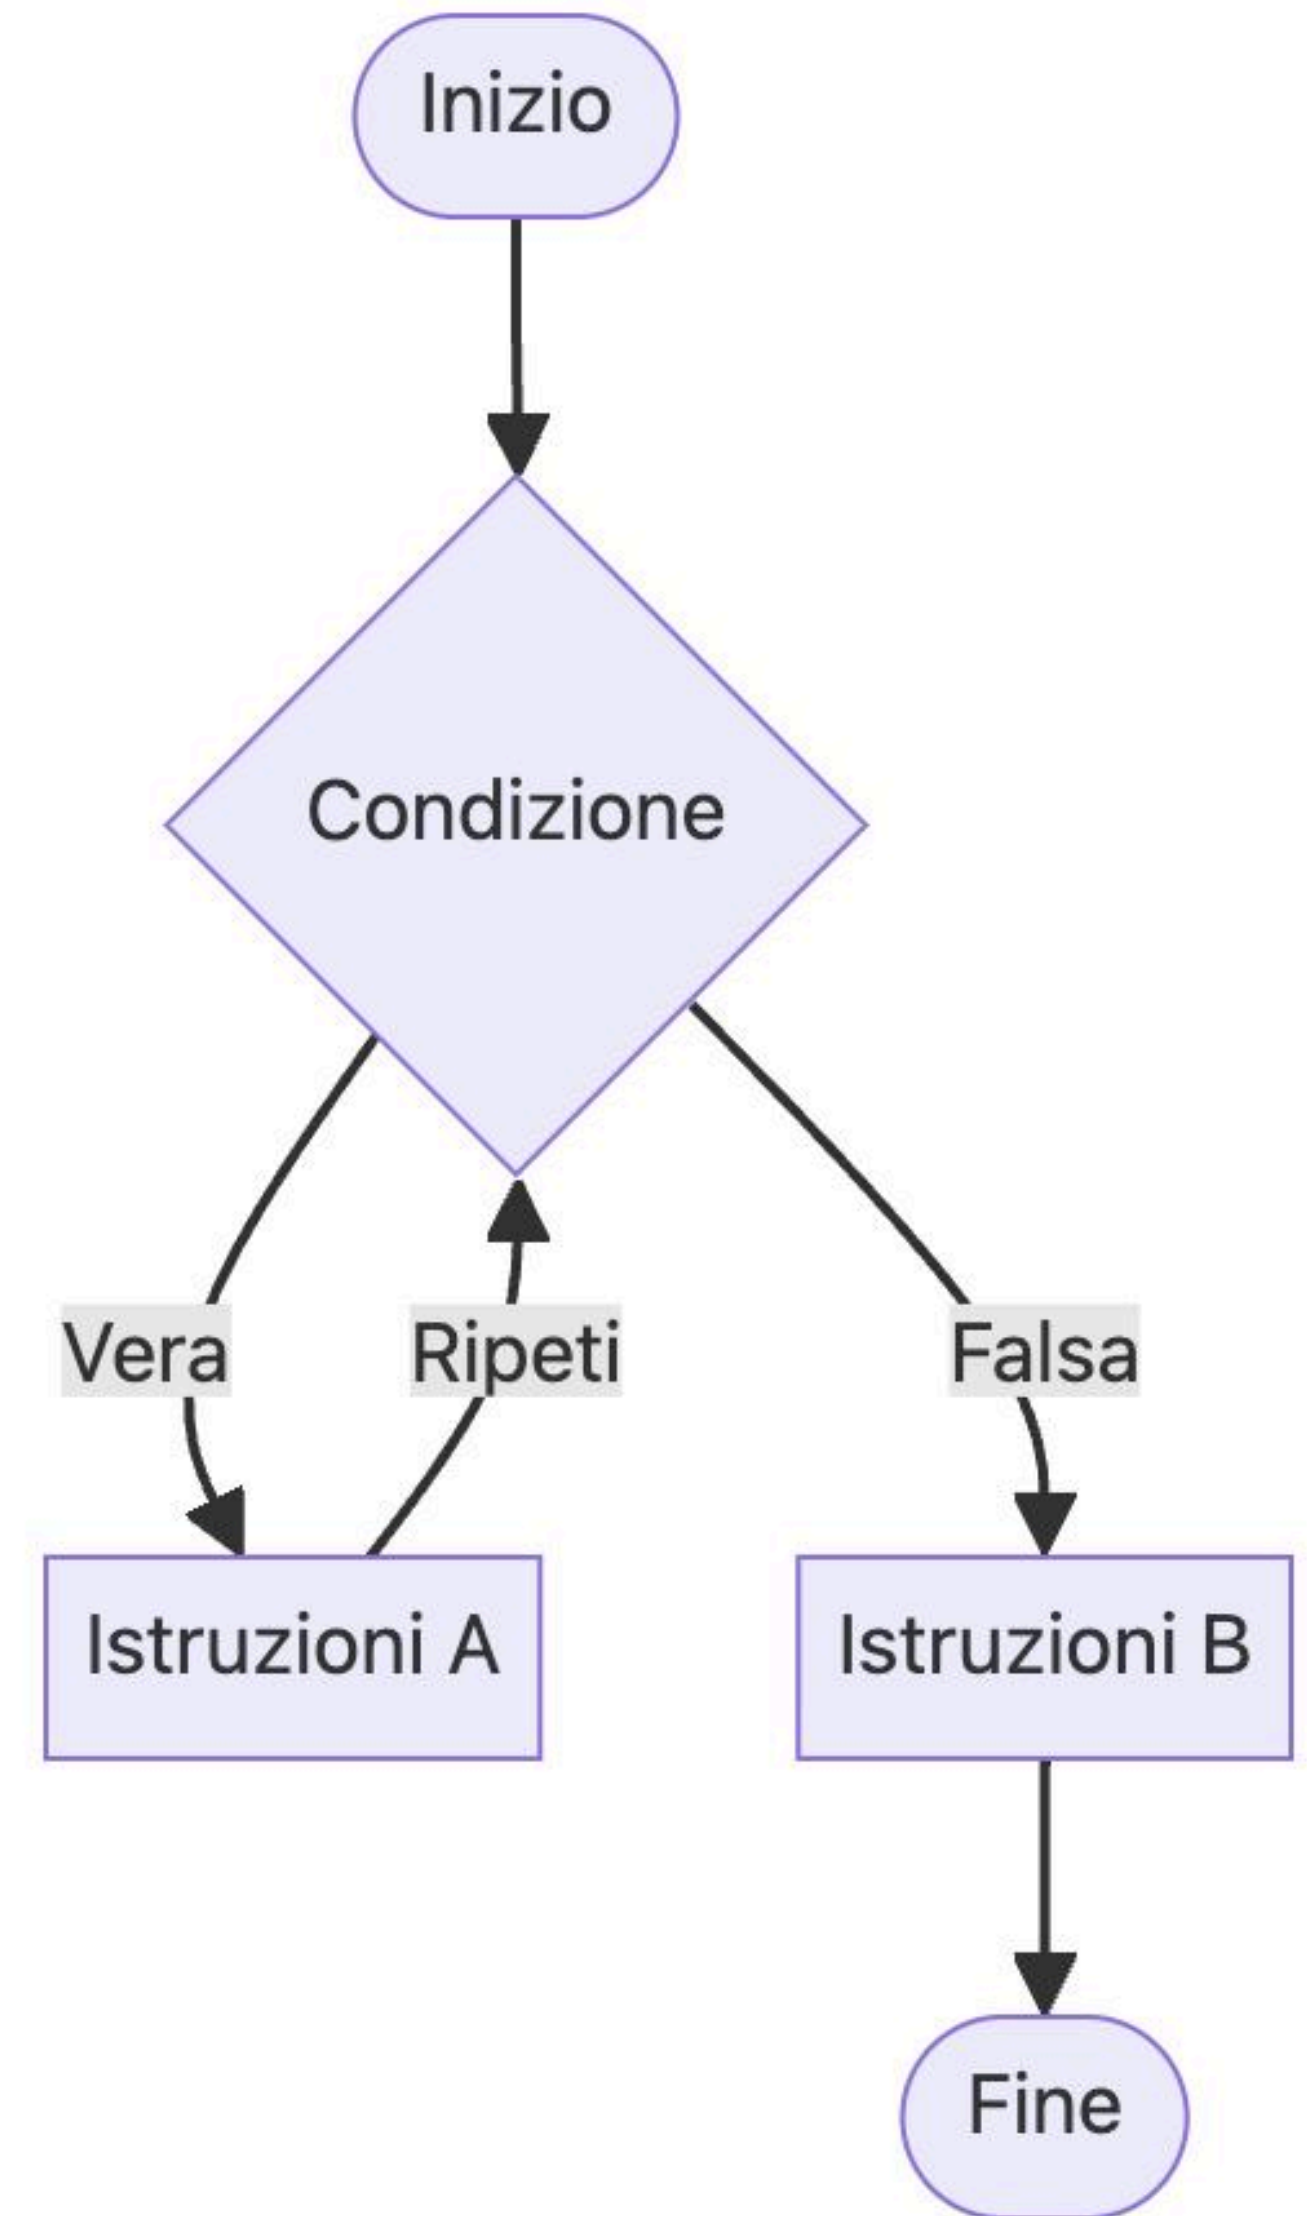 Inizio
Condizione
Vera
Ripeti
Falsa
Istruzioni A
Istruzioni B
Fine